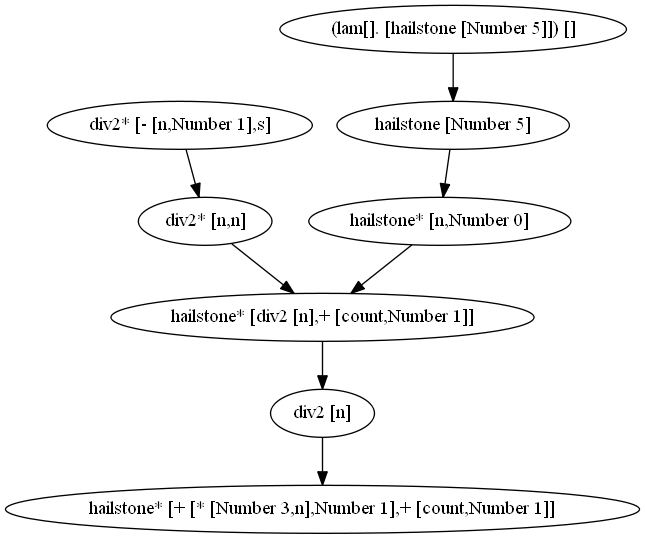 (lam[]. [hailstone [Number 5]]) []
div2* [- [n,Number 1],s]
hailstone [Number 5]
div2* [n,n]
hailstone* [n,Number 0]
hailstone* [div2 [n],+ [count,Number 1]]
div2 [n]
hailstone* [+ [* [Number 3,n],Number 1],+ [count,Number 1]]